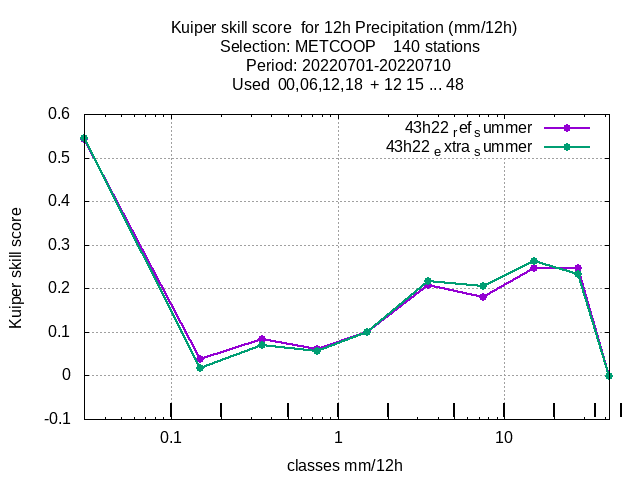 Kuiper skill score  for 12h Precipitation (mm/12h)
Selection: METCOOP    140 stations
Period: 20220701-20220710
Used  00,06,12,18  + 12 15 ... 48
43h22 ref summer
43h22 extra summer
0.6
0.5
0.4
0.3
0.2
0.1
0
-0.1
Kuiper skill score
0.1 1 10
classes mm/12h